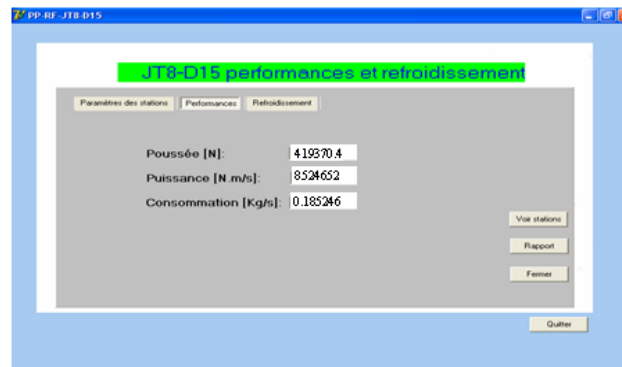 PP-RF-JT8-D15
JT8-D15 performances et refroidissement
Paramètres des stations Performances Refroidissement
Poussée [N]: 419370.4
Puissance [N.m/s]: 8524652
Consommation [Kg/s]: 0.185246
Voir stations
Rapport
Fermer
Quitter